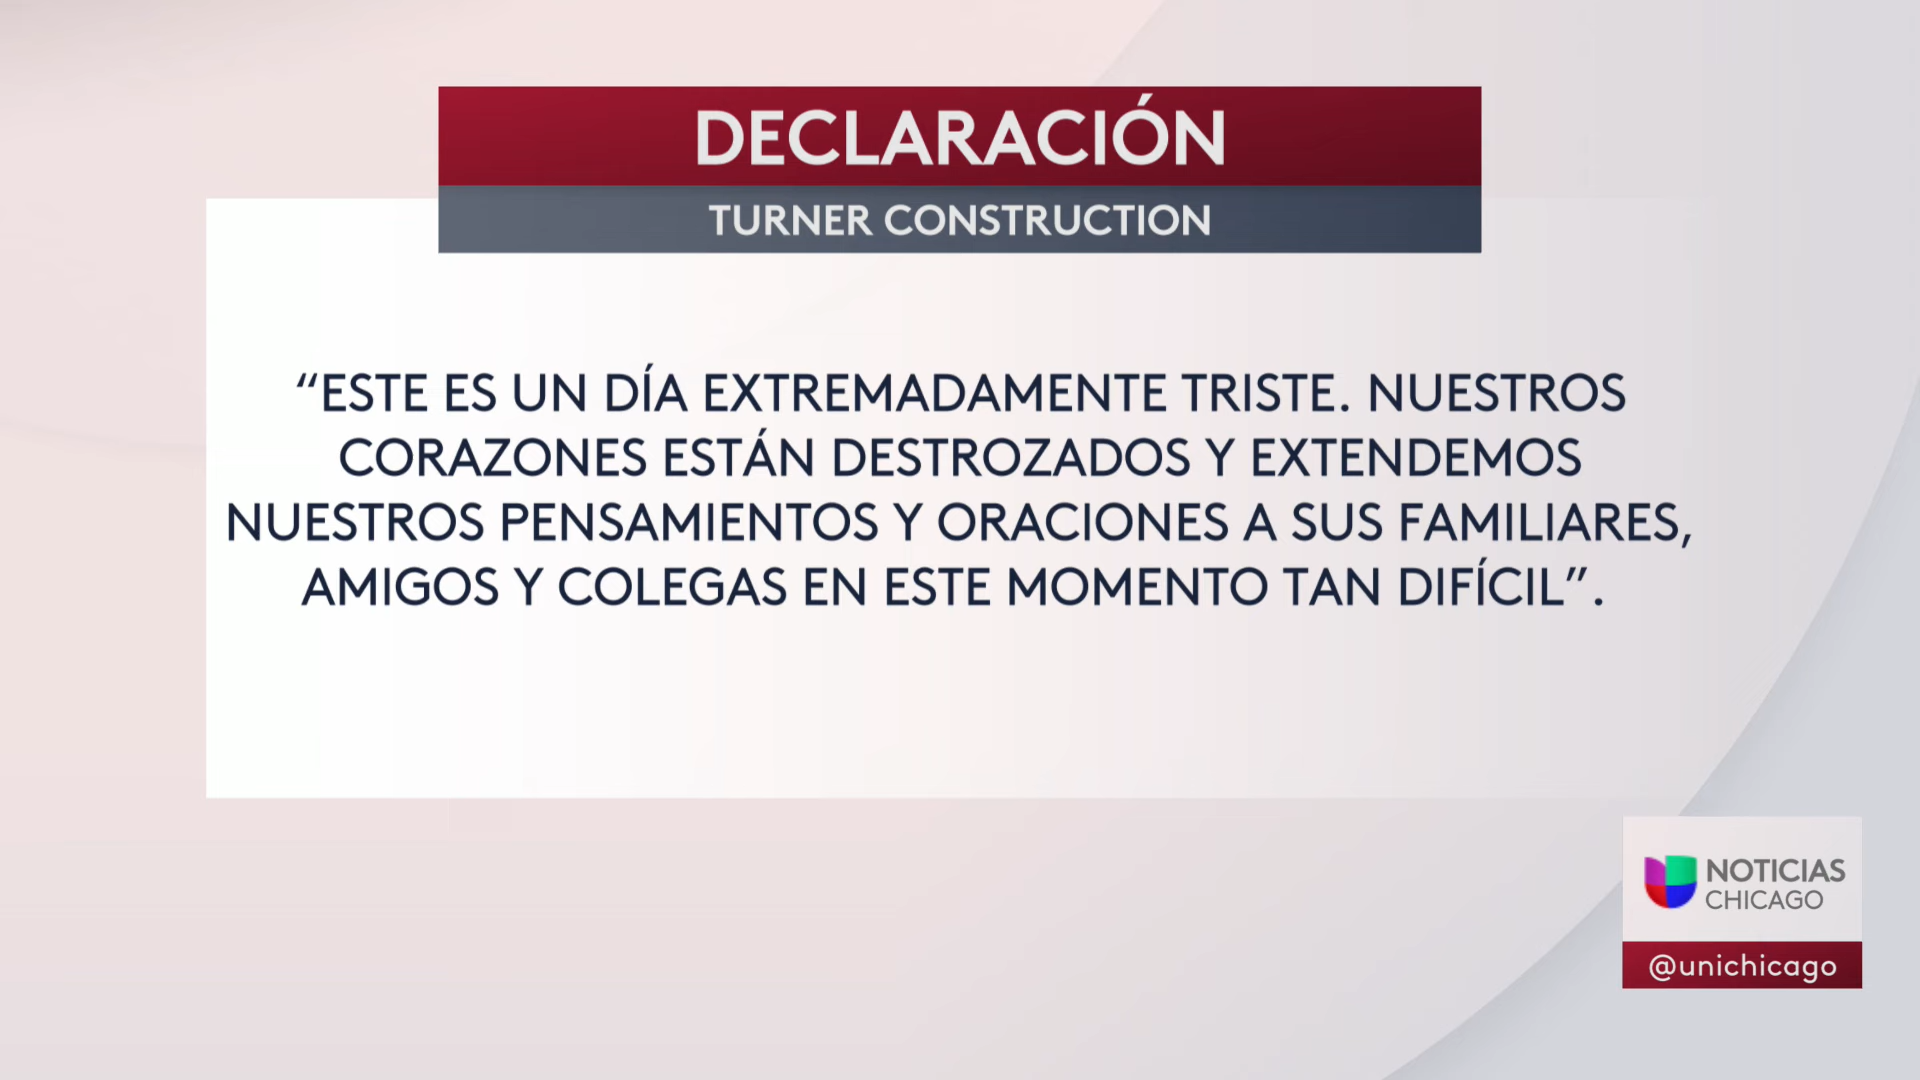 DECLARACIÓN
TURNER CONSTRUCTION
“ESTE ES UN DÍA EXTREMADAMENTE TRISTE. NUESTROS
CORAZONES ESTÁN DESTROZADOS Y EXTENDEMOS
NUESTROS PENSAMIENTOS Y ORACIONES A SUS FAMILIARES,
AMIGOS Y COLEGAS EN ESTE MOMENTO TAN DIFÍCIL”.
NOTICIAS
CHICAGO
@unichicago